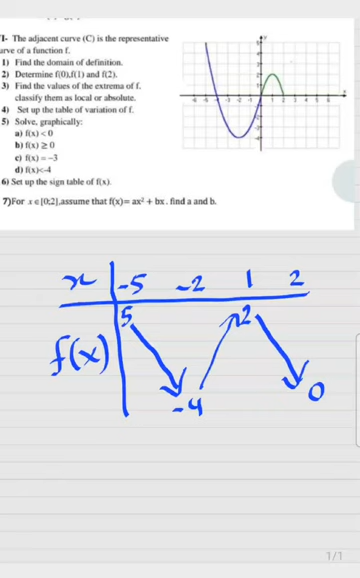 I- The adjacent curve (C) is the representative
curve of a function f.
1) Find the domain of definition.
2) Determine f(0),f(1) and f(2).
3) Find the values of the extrema of f,
classify them as local or absolute.
4) Set up the table of variation of f.
5) Solve, graphically:
a) f(x) < 0
b) f(x) ≥ 0
c) f(x) = −3
d) f(x)<-4
6) Set up the sign table of f(x).
7)For x ∈ [0;2],assume that f(x)= ax² + bx. find a and b.
x -5 -2 1 2
f(x) 5 -4 2 0
1/1